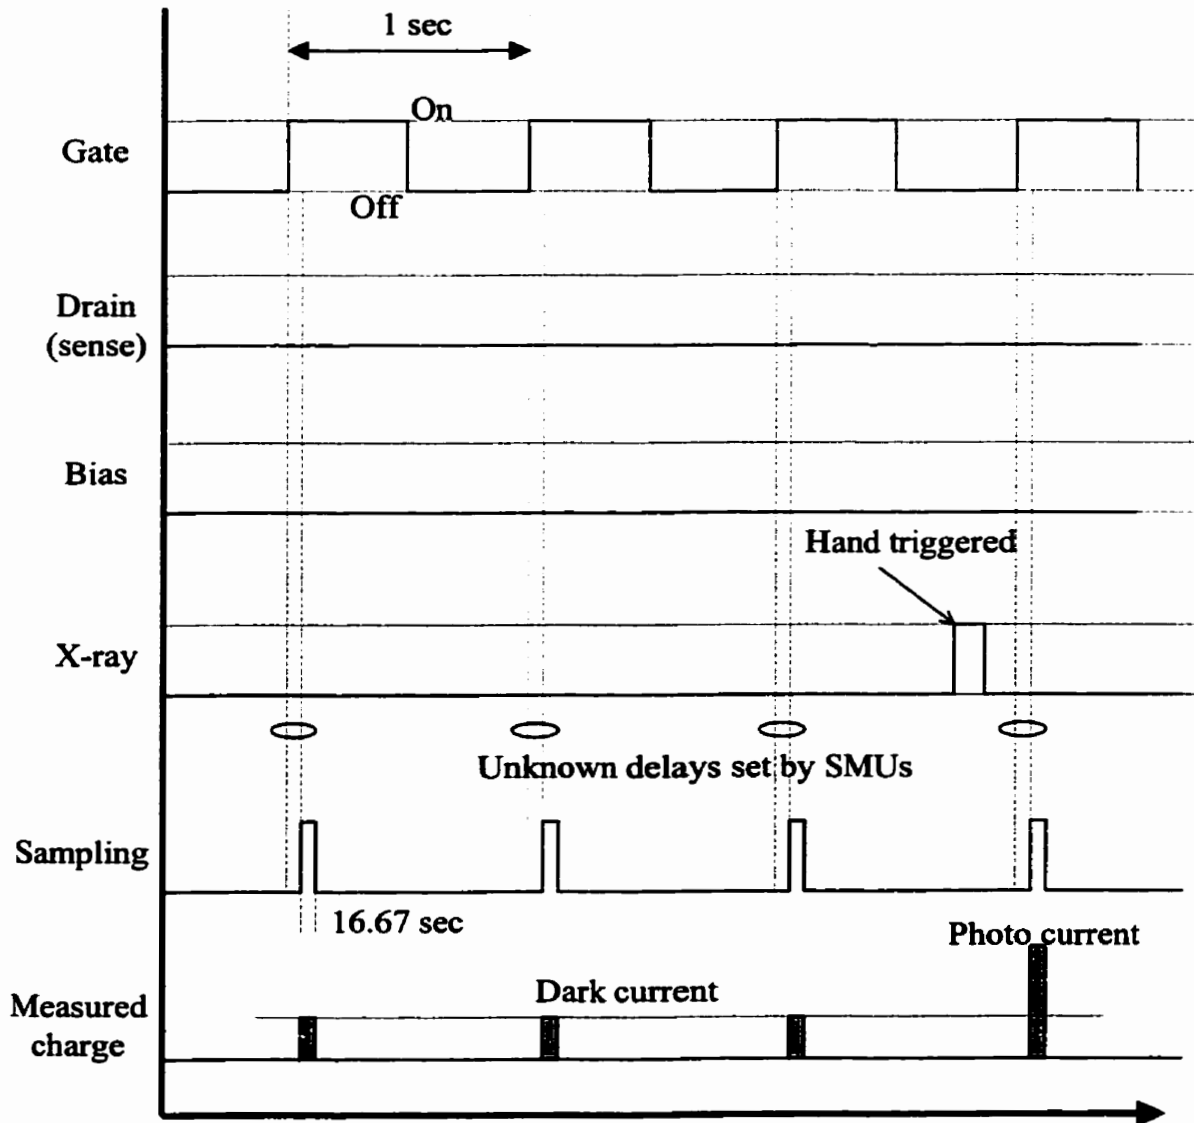 1 sec
On
Gate
Off
Drain
(sense)
Bias
Hand triggered
X-ray
Unknown delays set by SMUs
Sampling
16.67 sec
Photo current
Dark current
Measured
charge